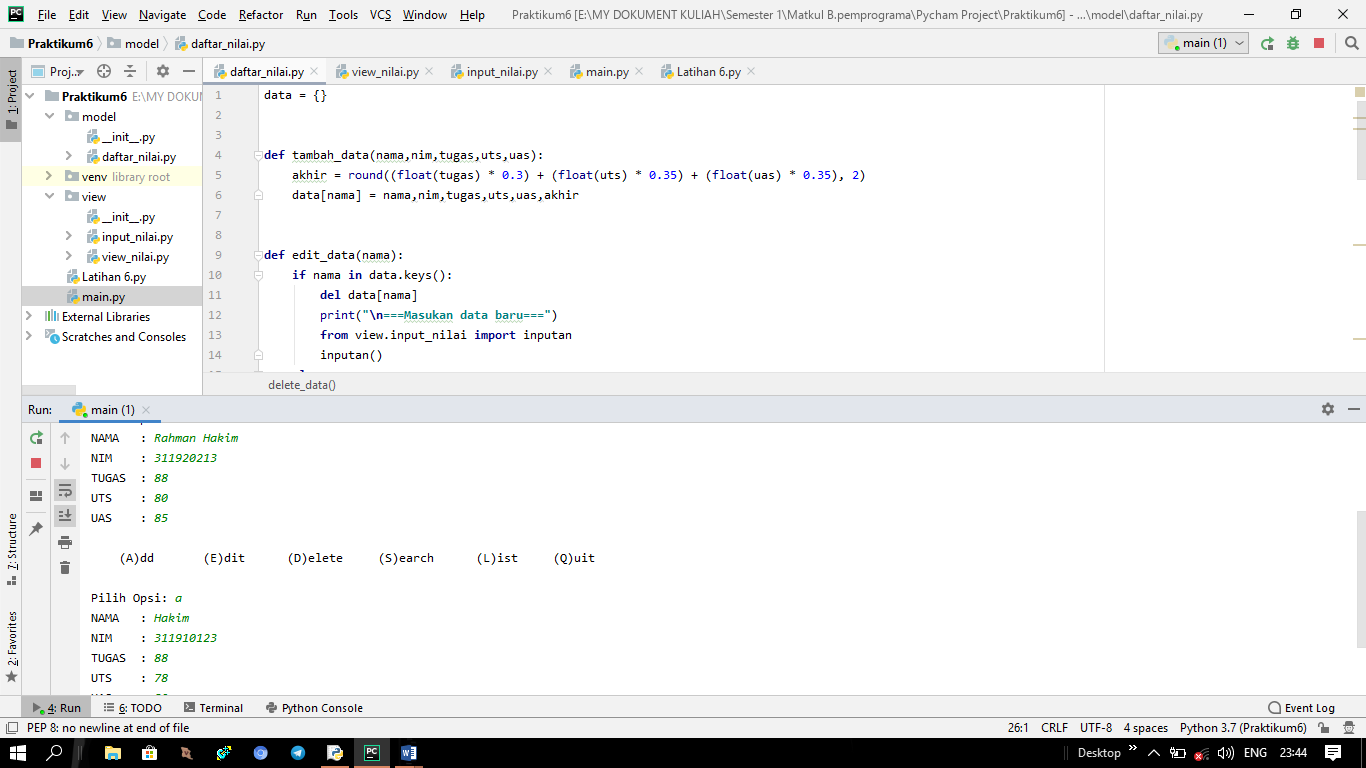 File Edit View Navigate Code Refactor Run Tools VCS Window Help Praktikum6 [E:\MY DOKUMENT KULIAH\Semester 1\Matkul B.pemprograma\Pycham Project\Praktikum6] - ...\model\daftar_nilai.py
Praktikum6 model daftar_nilai.py main (1)
1: Project
Proj..
daftar_nilai.py view_nilai.py input_nilai.py main.py Latihan 6.py
Praktikum6 E:\MY DOKU
model
__init__.py
daftar_nilai.py
venv library root
view
__init__.py
input_nilai.py
view_nilai.py
Latihan 6.py
main.py
External Libraries
Scratches and Consoles
1 data = {}
2
3
4 def tambah_data(nama,nim,tugas,uts,uas):
5 akhir = round((float(tugas) * 0.3) + (float(uts) * 0.35) + (float(uas) * 0.35), 2)
6 data[nama] = nama,nim,tugas,uts,uas,akhir
7
8
9 def edit_data(nama):
10 if nama in data.keys():
11 del data[nama]
12 print("\n===Masukan data baru===")
13 from view.input_nilai import inputan
14 inputan()
delete_data()
Run: main (1)
NAMA : Rahman Hakim
NIM : 311920213
TUGAS : 88
UTS : 80
UAS : 85
(A)dd (E)dit (D)elete (S)earch (L)ist (Q)uit
Pilih Opsi: a
NAMA : Hakim
NIM : 311910123
TUGAS : 88
UTS : 78
7: Structure
2: Favorites
4: Run 6: TODO Terminal Python Console Event Log
PEP 8: no newline at end of file 26:1 CRLF UTF-8 4 spaces Python 3.7 (Praktikum6)
PC W Desktop ENG 23:44